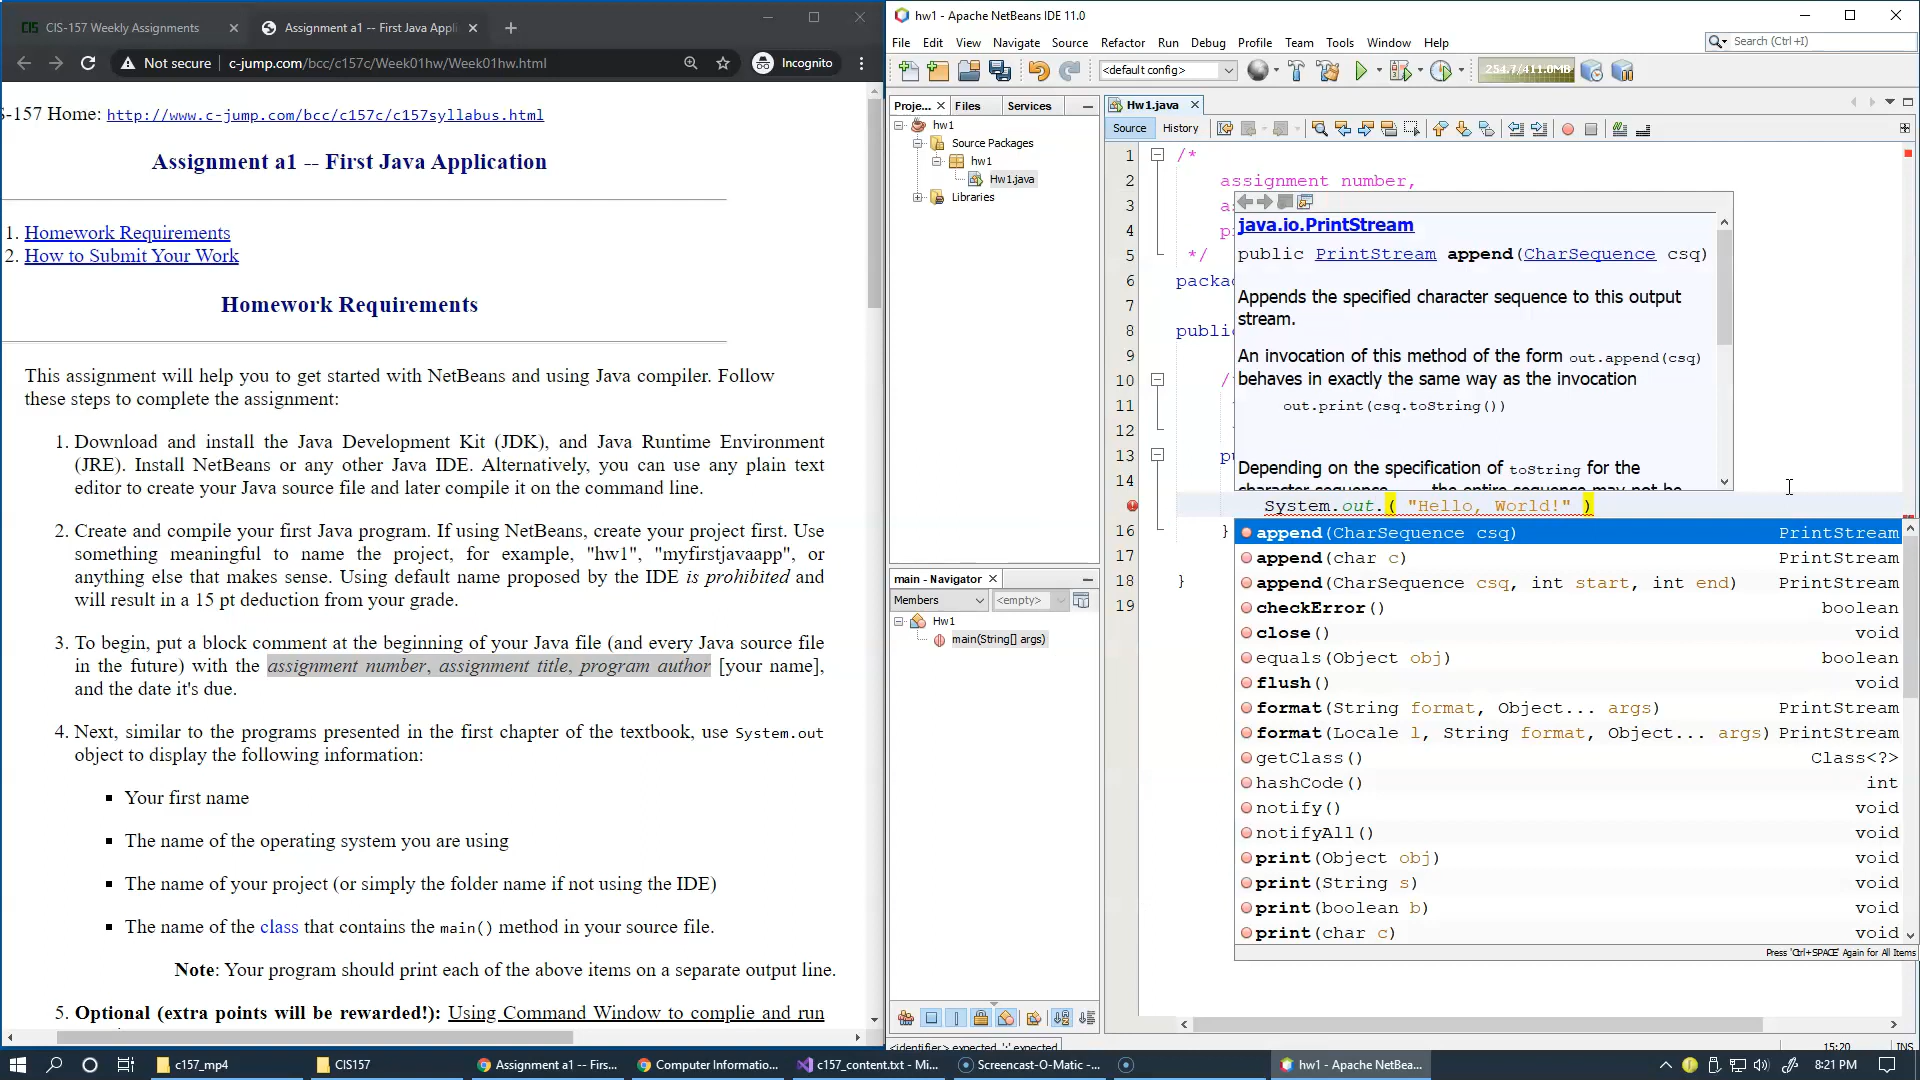 CIS CIS-157 Weekly Assignments
Assignment a1 -- First Java Appli
Not secure c-jump.com/bcc/c157c/Week01hw/Week01hw.html
Incognito
S-157 Home: http://www.c-jump.com/bcc/c157c/c157syllabus.html
Assignment a1 -- First Java Application
1. Homework Requirements
2. How to Submit Your Work
Homework Requirements
This assignment will help you to get started with NetBeans and using Java compiler. Follow
these steps to complete the assignment:
1. Download and install the Java Development Kit (JDK), and Java Runtime Environment
(JRE). Install NetBeans or any other Java IDE. Alternatively, you can use any plain text
editor to create your Java source file and later compile it on the command line.
2. Create and compile your first Java program. If using NetBeans, create your project first. Use
something meaningful to name the project, for example, "hw1", "myfirstjavaapp", or
anything else that makes sense. Using default name proposed by the IDE is prohibited and
will result in a 15 pt deduction from your grade.
3. To begin, put a block comment at the beginning of your Java file (and every Java source file
in the future) with the assignment number, assignment title, program author [your name],
and the date it's due.
4. Next, similar to the programs presented in the first chapter of the textbook, use System.out
object to display the following information:
▪ Your first name
▪ The name of the operating system you are using
▪ The name of your project (or simply the folder name if not using the IDE)
▪ The name of the class that contains the main() method in your source file.
Note: Your program should print each of the above items on a separate output line.
5. Optional (extra points will be rewarded!): Using Command Window to complie and run
hw1 - Apache NetBeans IDE 11.0
File Edit View Navigate Source Refactor Run Debug Profile Team Tools Window Help
Search (Ctrl+I)
<default config>
254.7/411.0MB
Proje... Files Services
hw1
Source Packages
hw1
Hw1.java
Libraries
main - Navigator
Members <empty>
Hw1
main(String[] args)
Hw1.java
Source History
1 /*
2 assignment number,
3 a
4 p
5 */
6 packa
7
8 public
9
10 /*
11
12
13 pu
14
System.out.( "Hello, World!" )
16 }
17
18 }
19
java.io.PrintStream
public PrintStream append(CharSequence csq)
Appends the specified character sequence to this output
stream.
An invocation of this method of the form out.append(csq)
behaves in exactly the same way as the invocation
out.print(csq.toString())
Depending on the specification of toString for the
character sequence the entire sequence may not be
append(CharSequence csq) PrintStream
append(char c) PrintStream
append(CharSequence csq, int start, int end) PrintStream
checkError() boolean
close() void
equals(Object obj) boolean
flush() void
format(String format, Object... args) PrintStream
format(Locale l, String format, Object... args) PrintStream
getClass() Class<?>
hashCode() int
notify() void
notifyAll() void
print(Object obj) void
print(String s) void
print(boolean b) void
print(char c) void
Press 'Ctrl+SPACE' Again for All Items
<identifier> expected ';' expected
15:20 INS
c157_mp4
CIS157
Assignment a1 -- Firs...
Computer Informatio...
c157_content.txt - Mi...
Screencast-O-Matic -...
hw1 - Apache NetBea...
8:21 PM